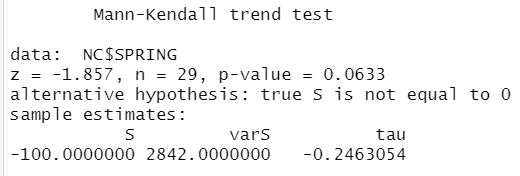 Mann-Kendall trend test
data: NC$SPRING
z = -1.857, n = 29, p-value = 0.0633
alternative hypothesis: true S is not equal to 0
sample estimates:
S varS tau
-100.0000000 2842.0000000 -0.2463054